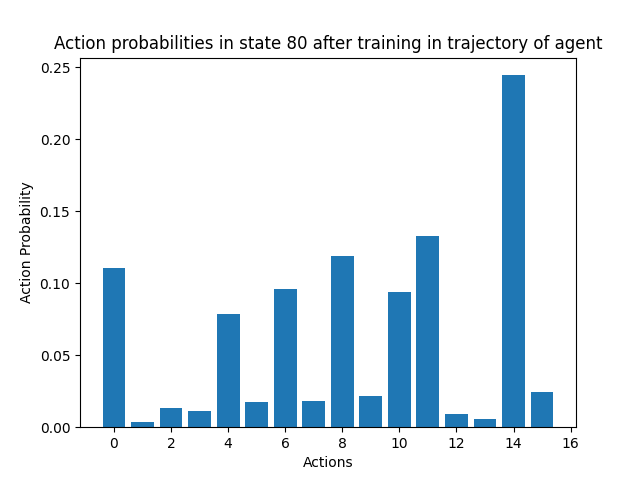 Action probabilities in state 80 after training in trajectory of agent
0.25
0.20
0.15
0.10
0.05
0.00
Action Probability
0 2 4 6 8 10 12 14 16
Actions